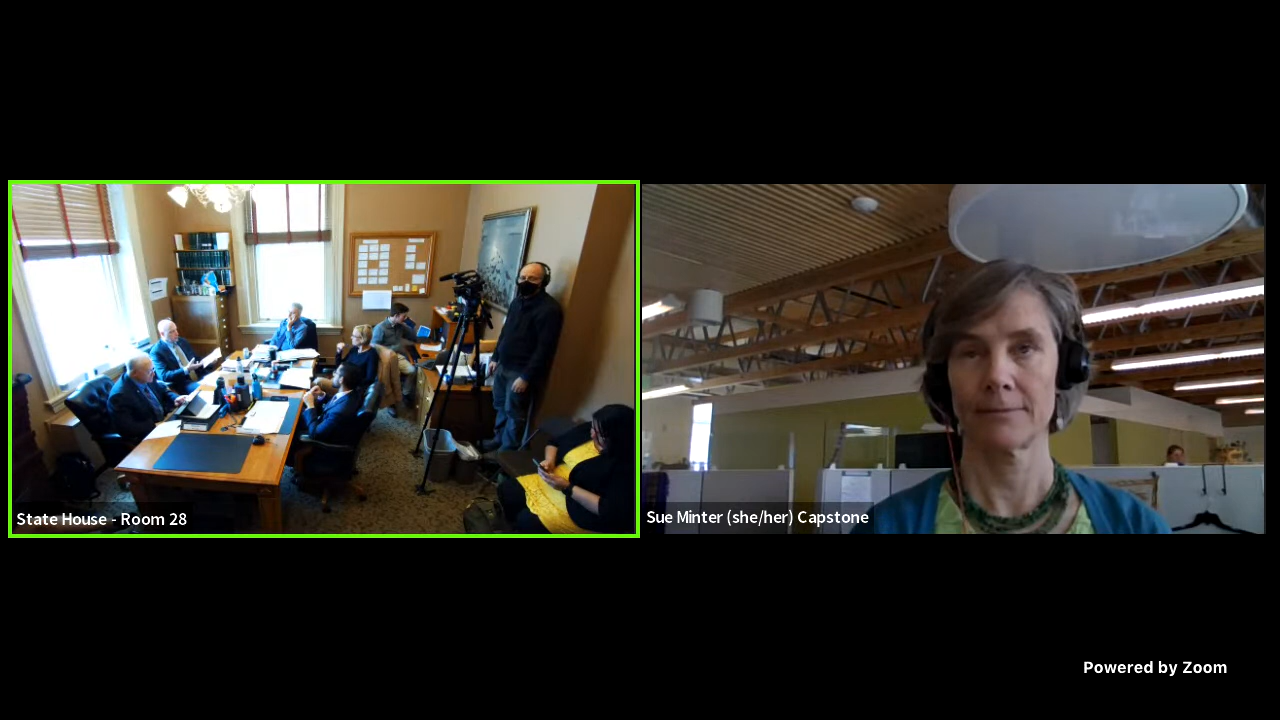 State House - Room 28
Sue Minter (she/her) Capstone
Powered by Zoom